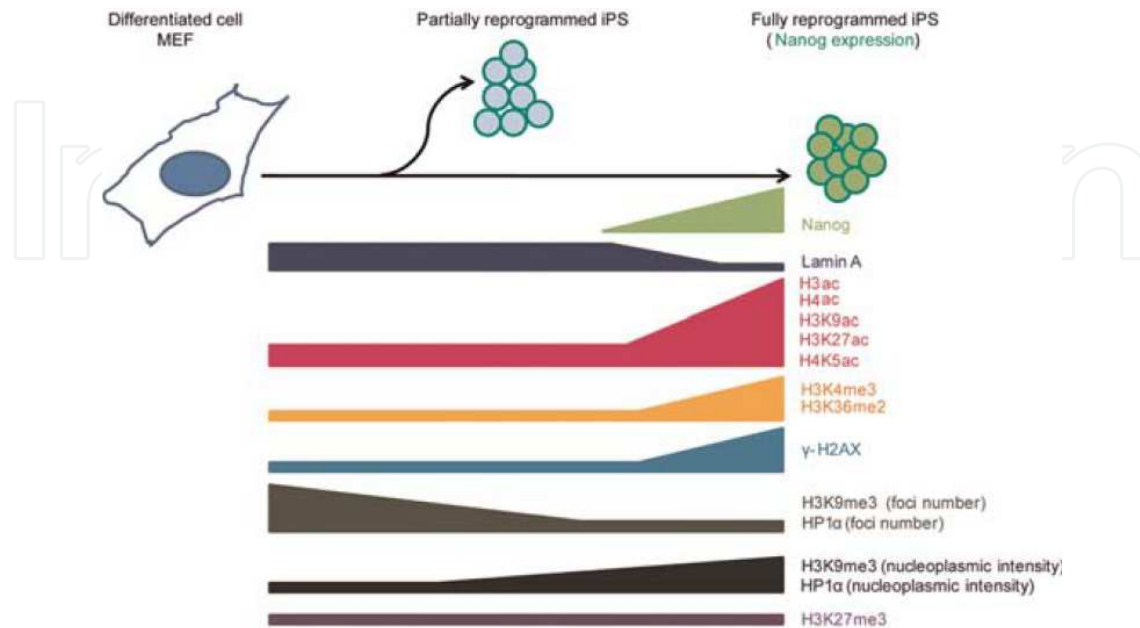 Differentiated cell
MEF
Partially reprogrammed iPS
Fully reprogrammed iPS
(Nanog expression)
Nanog
Lamin A
H3ac
H4ac
H3K9ac
H3K27ac
H4K5ac
H3K4me3
H3K36me2
γ-H2AX
H3K9me3 (foci number)
HP1α (foci number)
H3K9me3 (nucleoplasmic intensity)
HP1α (nucleoplasmic intensity)
H3K27me3